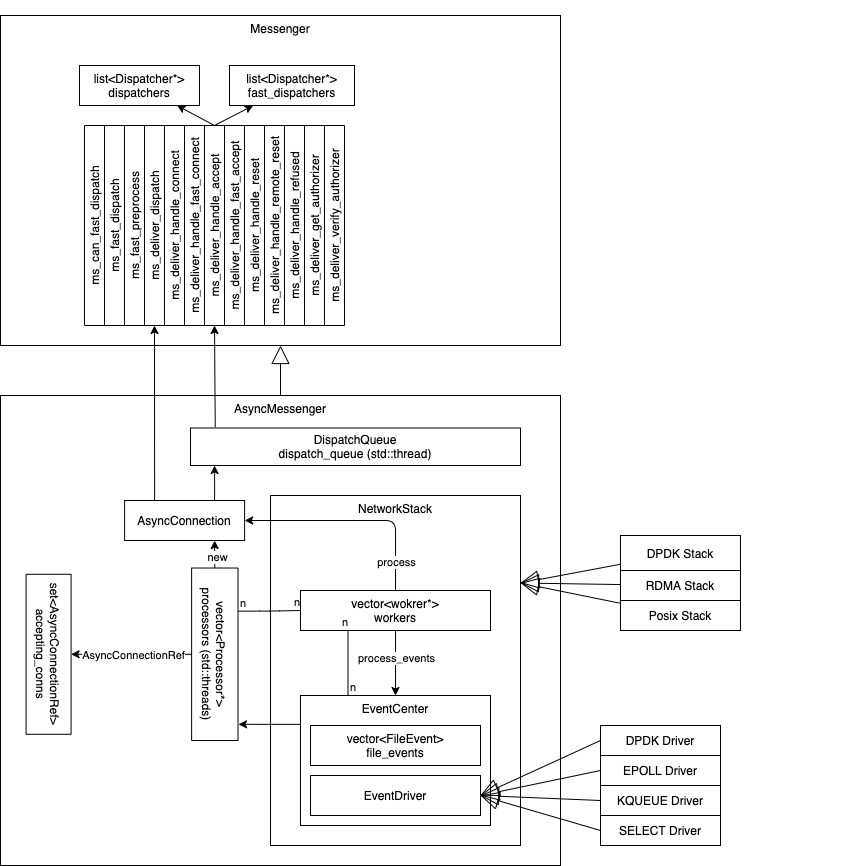 Messenger
list<Dispatcher*>
dispatchers
list<Dispatcher*>
fast_dispatchers
ms_can_fast_dispatch
ms_fast_dispatch
ms_fast_preprocess
ms_deliver_dispatch
ms_deliver_handle_connect
ms_deliver_handle_fast_connect
ms_deliver_handle_accept
ms_deliver_handle_fast_accept
ms_deliver_handle_reset
ms_deliver_handle_remote_reset
ms_deliver_handle_refused
ms_deliver_get_authorizer
ms_deliver_verify_authorizer
AsyncMessenger
DispatchQueue
dispatch_queue (std::thread)
AsyncConnection
NetworkStack
process
new
vector<Processor*>
processors (std::threads)
set<AsyncConnectionRef>
accepting_conns
AsyncConnectionRef
n
n
vector<wokrer*>
workers
n
process_events
n
EventCenter
vector<FileEvent>
file_events
EventDriver
DPDK Stack
RDMA Stack
Posix Stack
DPDK Driver
EPOLL Driver
KQUEUE Driver
SELECT Driver